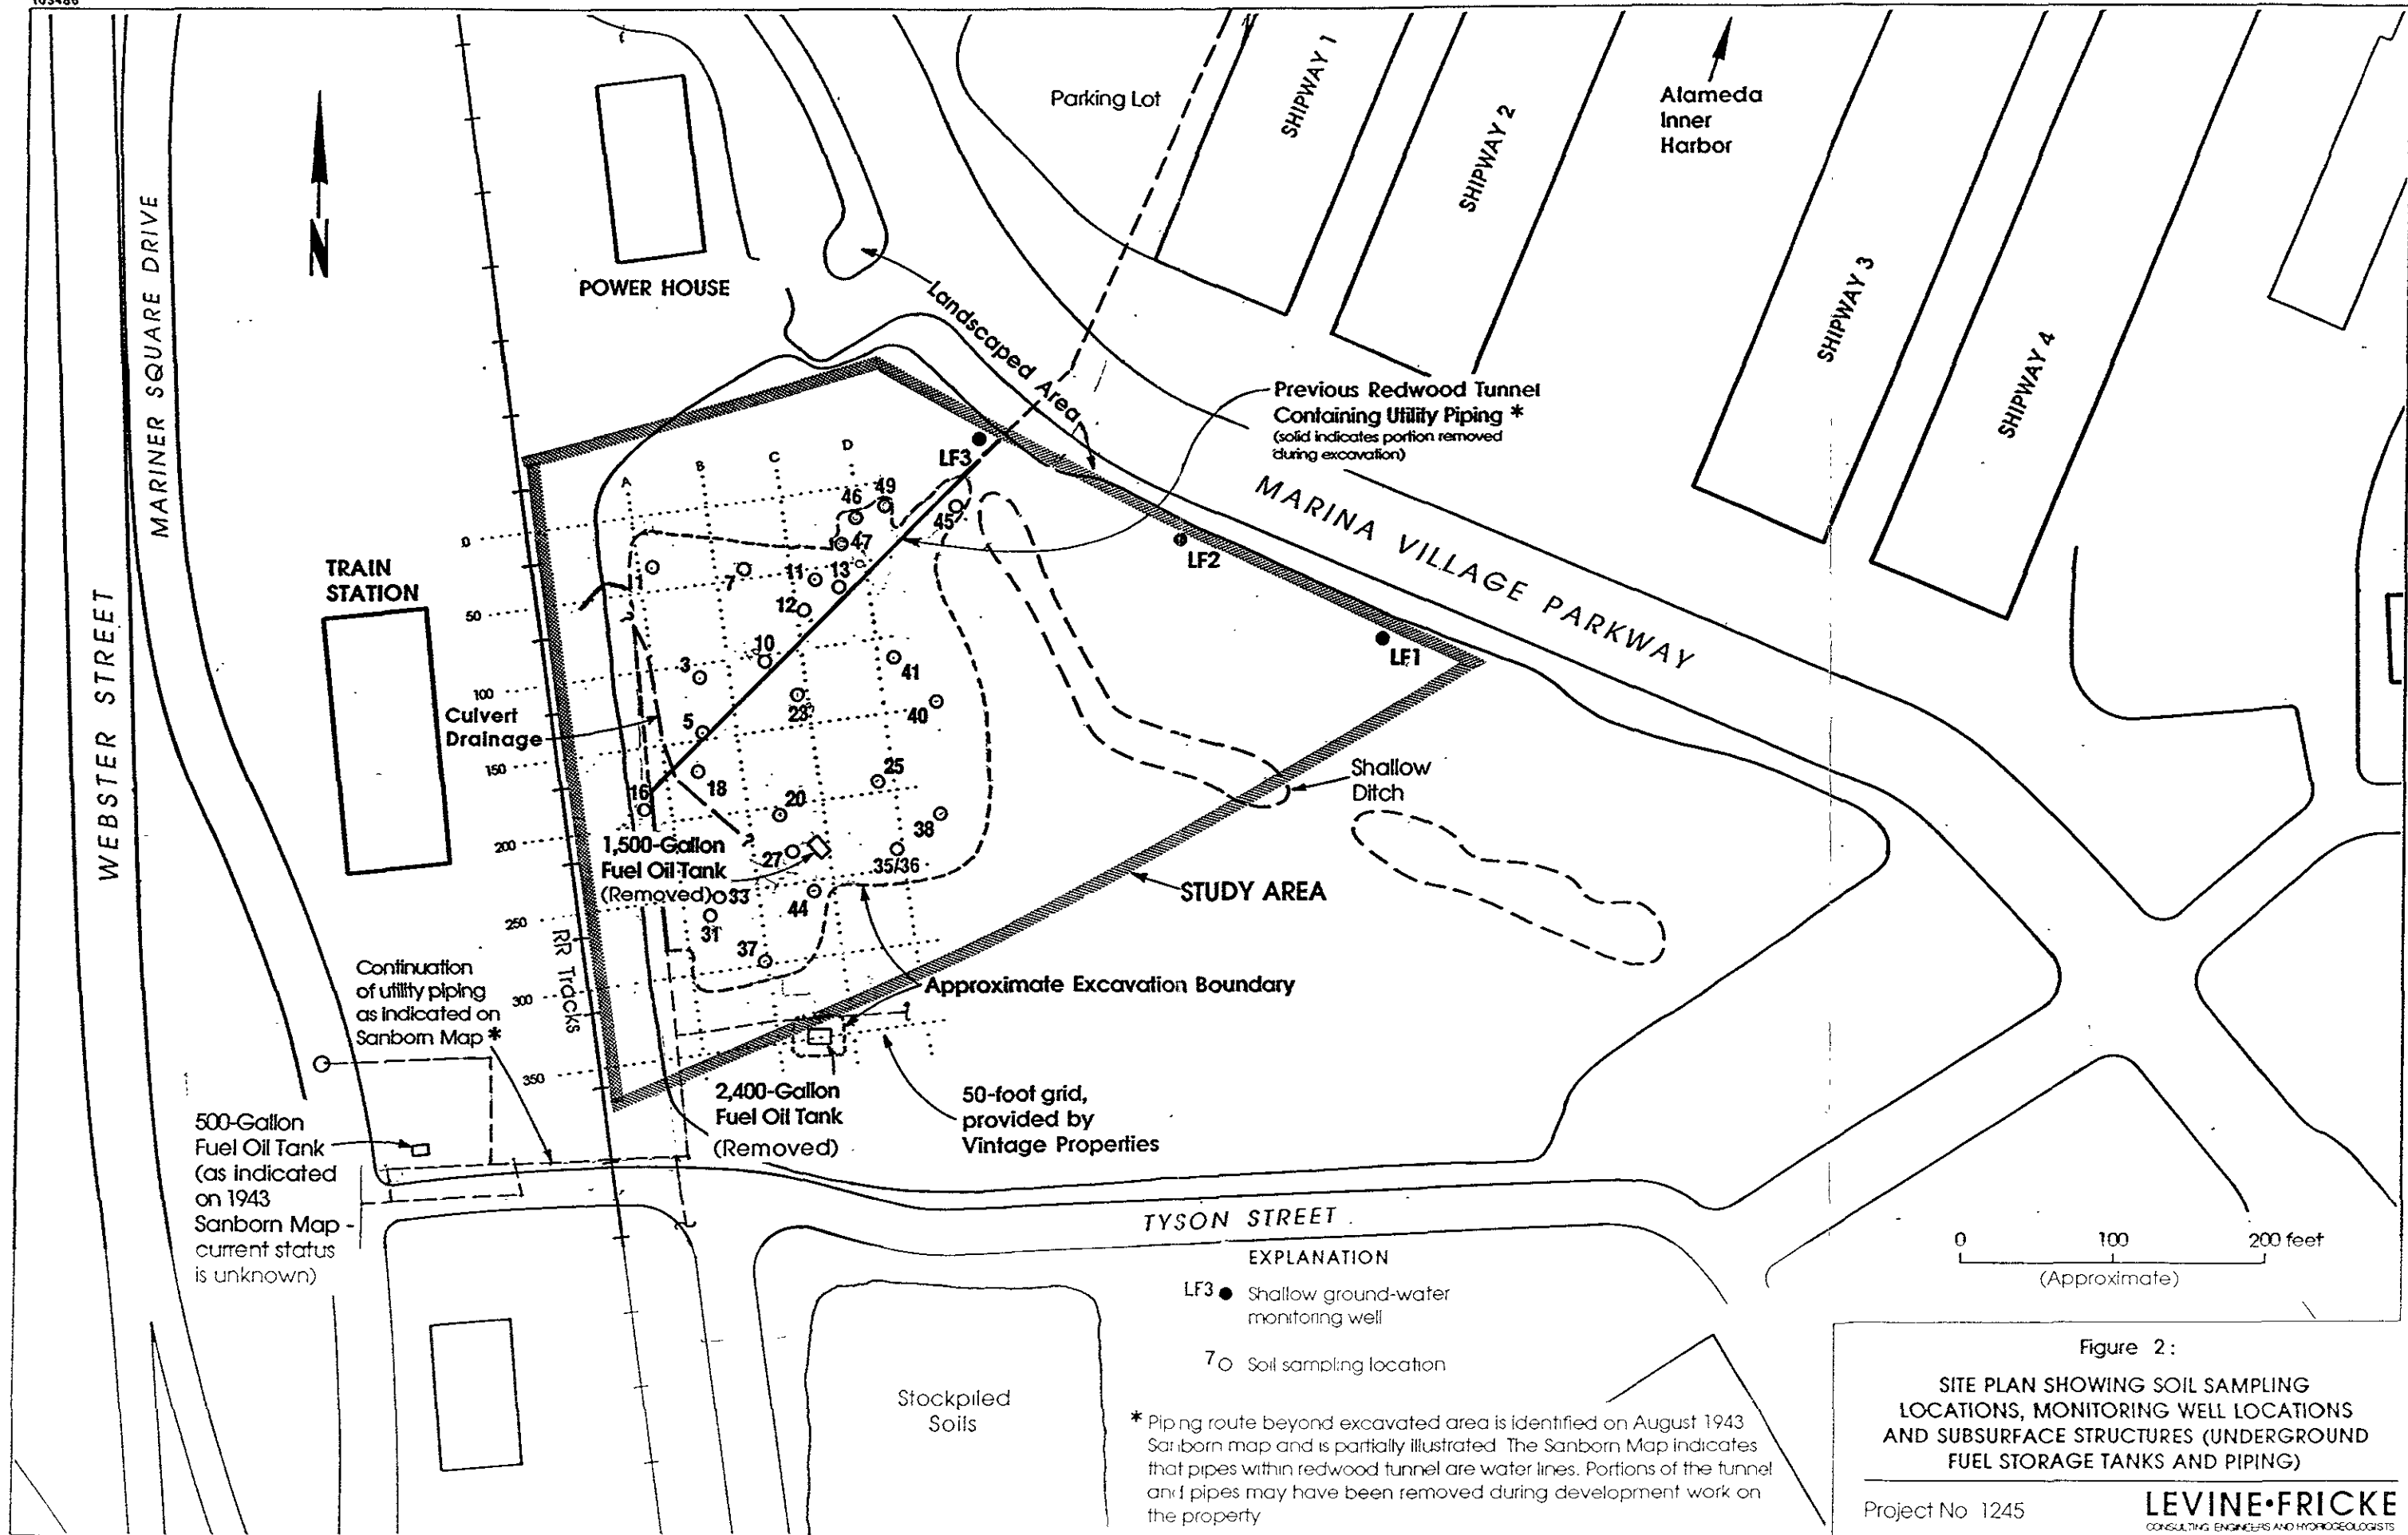 103486
Parking Lot
SHIPWAY 1
SHIPWAY 2
Alameda
Inner
Harbor
SHIPWAY 3
SHIPWAY 4
N
MARINER SQUARE DRIVE
WEBSTER STREET
POWER HOUSE
Landscaped Area
Previous Redwood Tunnel
Containing Utility Piping *
(solid indicates portion removed
during excavation)
MARINA VILLAGE PARKWAY
TRAIN
STATION
LF3
LF2
LF1
A
B
C
D
0
50
100
150
200
250
300
350
46
49
45
47
1
7
11
13
12
10
3
41
5
23
40
16
18
25
20
38
27
35/36
33
44
31
37
Culvert
Drainage
1,500-Gallon
Fuel Oil Tank
(Removed)
Shallow
Ditch
STUDY AREA
RR Tracks
Approximate Excavation Boundary
Continuation
of utility piping
as indicated on
Sanborn Map *
2,400-Gallon
Fuel Oil Tank
(Removed)
50-foot grid,
provided by
Vintage Properties
500-Gallon
Fuel Oil Tank
(as indicated
on 1943
Sanborn Map -
current status
is unknown)
TYSON STREET
0 100 200 feet
(Approximate)
EXPLANATION
LF3 Shallow ground-water
monitoring well
7 Soil sampling location
Stockpiled
Soils
* Piping route beyond excavated area is identified on August 1943
Sanborn map and is partially illustrated The Sanborn Map indicates
that pipes within redwood tunnel are water lines. Portions of the tunnel
and pipes may have been removed during development work on
the property
Figure 2:
SITE PLAN SHOWING SOIL SAMPLING
LOCATIONS, MONITORING WELL LOCATIONS
AND SUBSURFACE STRUCTURES (UNDERGROUND
FUEL STORAGE TANKS AND PIPING)
Project No 1245
LEVINE•FRICKE
CONSULTING ENGINEERS AND HYDROGEOLOGISTS